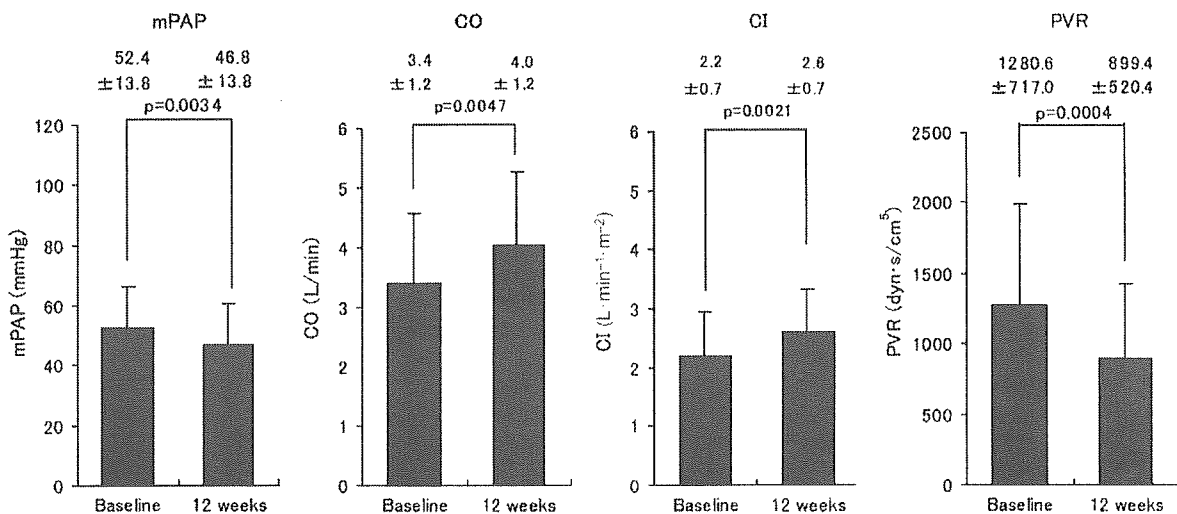 mPAP
52.4 46.8
±13.8 ±13.8
p=0.0034
120
100
80
60
40
20
0
mPAP (mmHg)
Baseline 12 weeks
CO
3.4 4.0
±1.2 ±1.2
p=0.0047
6
5
4
3
2
1
0
CO (L/min)
Baseline 12 weeks
CI
2.2 2.6
±0.7 ±0.7
p=0.0021
6
5
4
3
2
1
0
CI (L·min⁻¹·m⁻²)
Baseline 12 weeks
PVR
1280.6 899.4
±717.0 ±520.4
p=0.0004
2500
2000
1500
1000
500
0
PVR (dyn·s/cm⁵)
Baseline 12 weeks